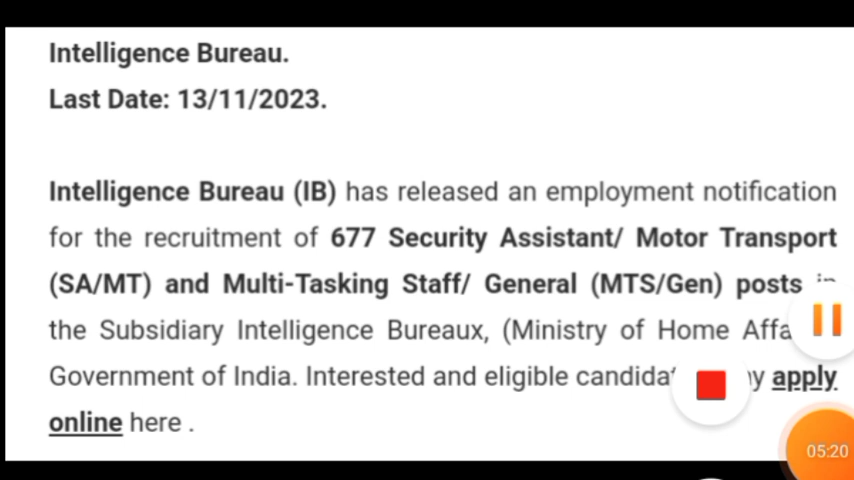 Intelligence Bureau.
Last Date: 13/11/2023.
Intelligence Bureau (IB) has released an employment notification
for the recruitment of 677 Security Assistant/ Motor Transport
(SA/MT) and Multi-Tasking Staff/ General (MTS/Gen) posts
the Subsidiary Intelligence Bureaux, (Ministry of Home
Government of India. Interested and eligible apply
online here .
05:20